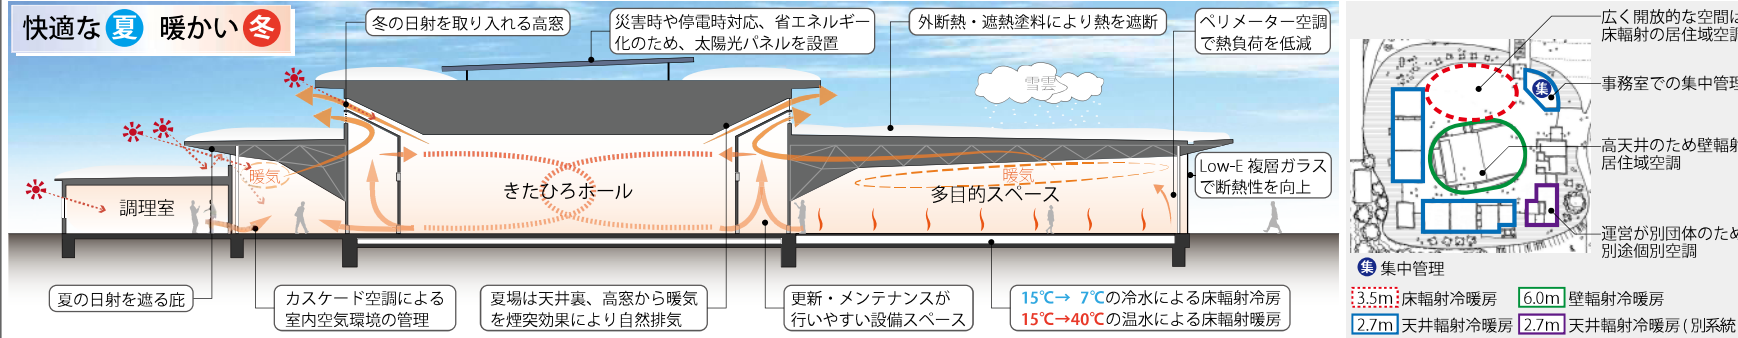 快適な 夏 暖かい 冬
冬の日射を取り入れる高窓
災害時や停電時対応、省エネルギー
化のため、太陽光パネルを設置
外断熱・遮熱塗料により熱を遮断
ペリメーター空調
で熱負荷を低減
雪雲
暖気
調理室
きたひろホール
暖気
多目的スペース
Low-E 複層ガラス
で断熱性を向上
夏の日射を遮る庇
カスケード空調による
室内空気環境の管理
夏場は天井裏、高窓から暖気
を煙突効果により自然排気
更新・メンテナンスが
行いやすい設備スペース
15℃→ 7℃の冷水による床輻射冷房
15℃→40℃の温水による床輻射暖房
広く開放的な空間は
床輻射の居住域空調
集
事務室での集中管理
高天井のため壁輻射
居住域空調
運営が別団体のため
別途個別空調
集 集中管理
3.5m 床輻射冷暖房
6.0m 壁輻射冷暖房
2.7m 天井輻射冷暖房
2.7m 天井輻射冷暖房 ( 別系統